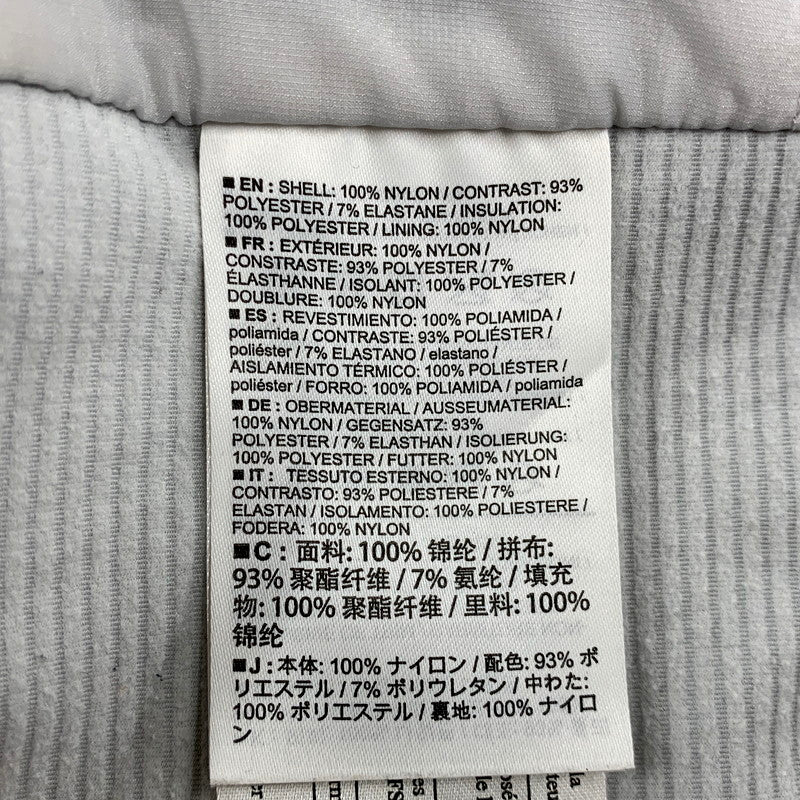 ■ EN : SHELL: 100% NYLON / CONTRAST: 93%
POLYESTER / 7% ELASTANE / INSULATION:
100% POLYESTER / LINING: 100% NYLON
■ FR : EXTÉRIEUR: 100% NYLON /
CONSTRASTE: 93% POLYESTER / 7%
ÉLASTHANNE / ISOLANT: 100% POLYESTER /
DOUBLURE: 100% NYLON
■ ES : REVESTIMIENTO: 100% POLIAMIDA /
poliamida / CONTRASTE: 93% POLIÉSTER /
poliéster / 7% ELASTANO / elastano /
AISLAMIENTO TÉRMICO: 100% POLIÉSTER /
poliéster / FORRO: 100% POLIAMIDA / poliamida
■ DE : OBERMATERIAL / AUSSEUMATERIAL:
100% NYLON / GEGENSATZ: 93%
POLYESTER / 7% ELASTHAN / ISOLIERUNG:
100% POLYESTER / FUTTER: 100% NYLON
■ IT : TESSUTO ESTERNO: 100% NYLON /
CONTRASTO: 93% POLIESTERE / 7%
ELASTAN / ISOLAMENTO: 100% POLIESTERE /
FODERA: 100% NYLON
■ C : 面料: 100% 锦纶 / 拼布:
93% 聚酯纤维 / 7% 氨纶 / 填充
物: 100% 聚酯纤维 / 里料: 100%
锦纶
■ J : 本体: 100% ナイロン / 配色: 93% ポ
リエステル / 7% ポリウレタン / 中わた:
100% ポリエステル / 裏地: 100% ナイロ
ン